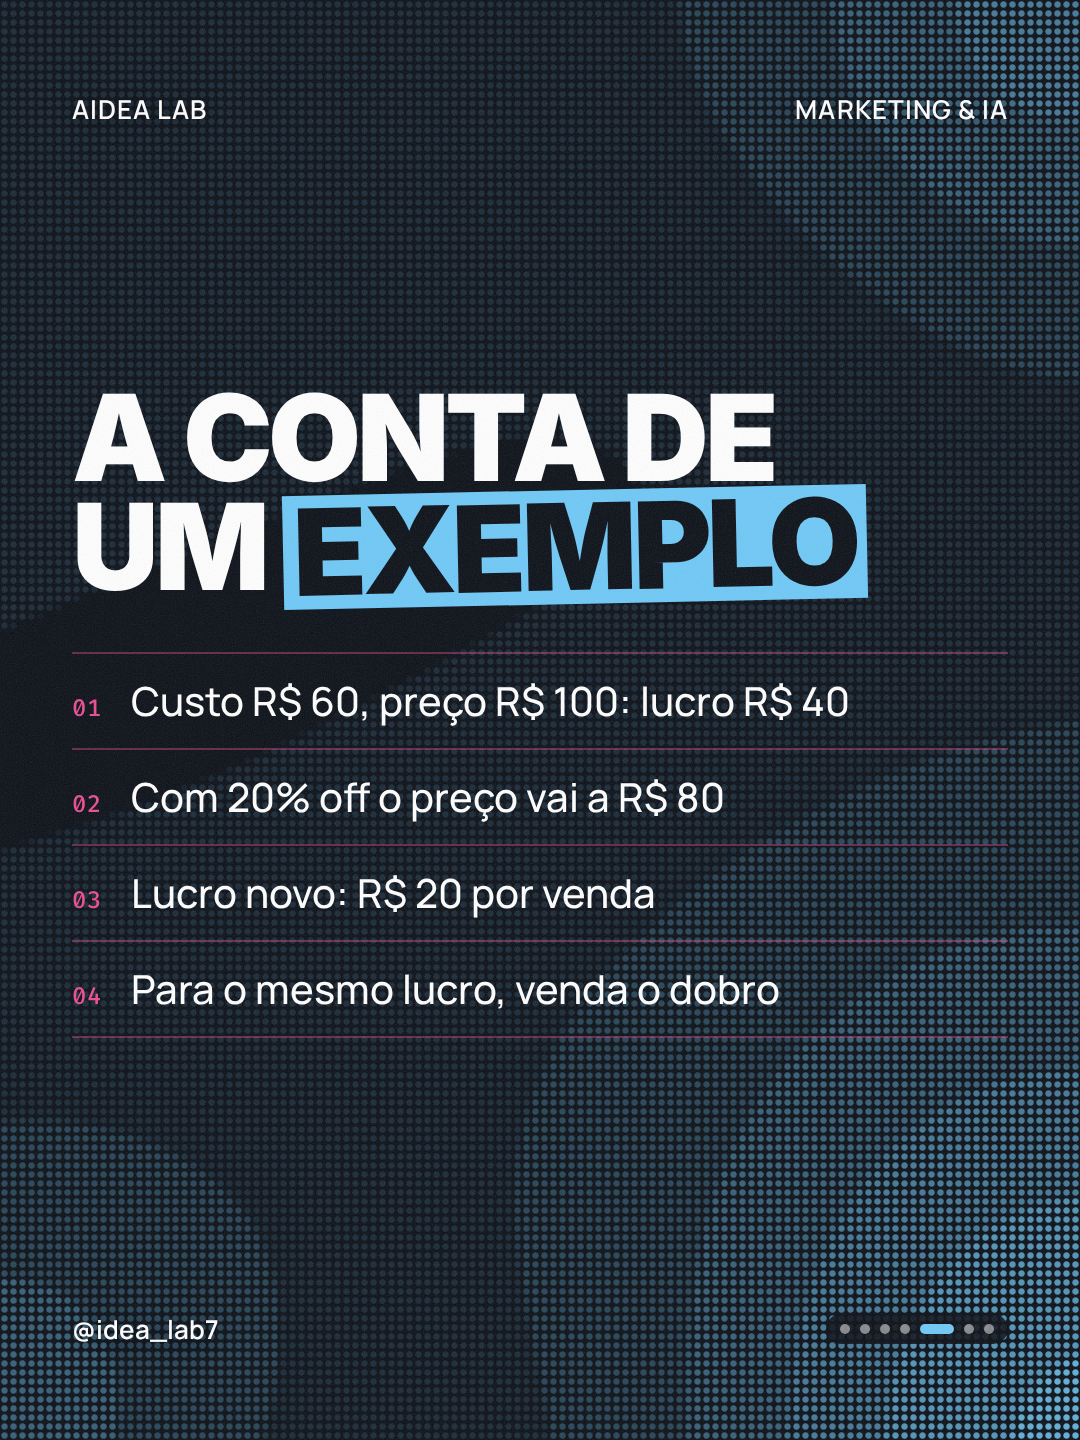 AIDEA LAB
MARKETING & IA
A CONTA DE
UM EXEMPLO
01 Custo R$ 60, preço R$ 100: lucro R$ 40
02 Com 20% off o preço vai a R$ 80
03 Lucro novo: R$ 20 por venda
04 Para o mesmo lucro, venda o dobro
@idea_lab7